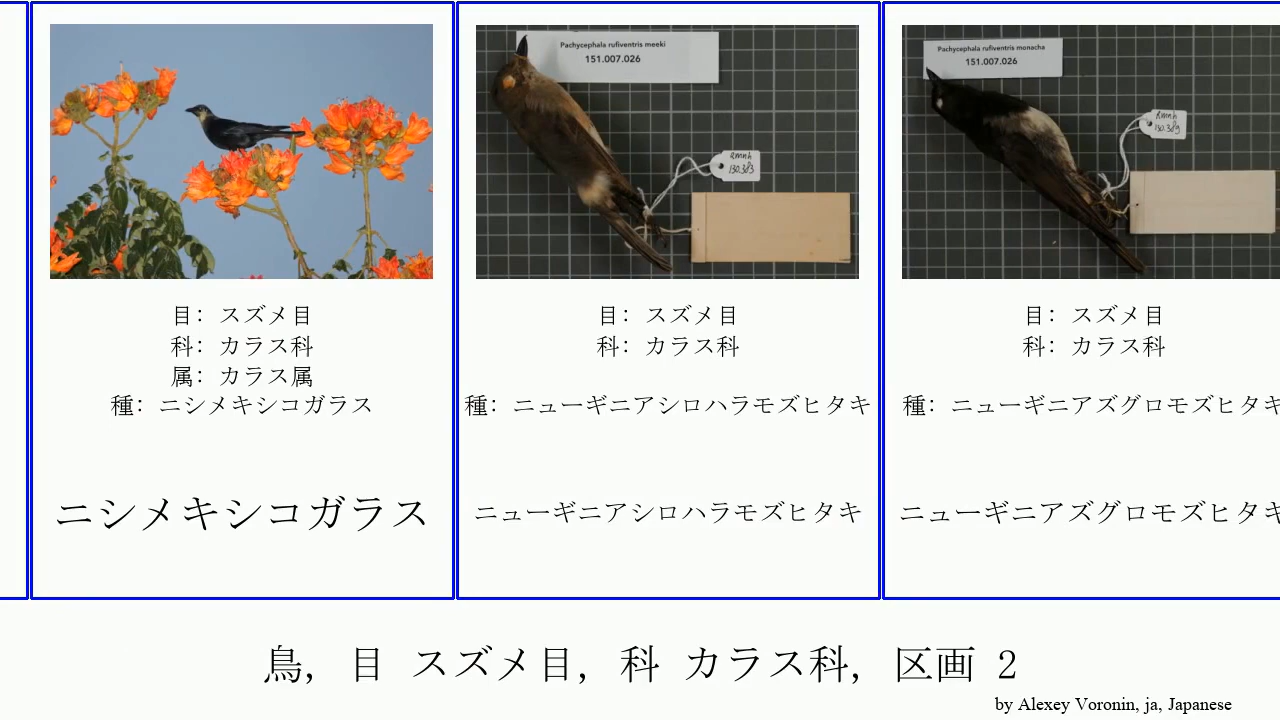 Pachycephala rufiventris meeki
151.007.026
Rmnh
130.383
Pachycephala rufiventris monacha
151.007.026
Rmnh
130.389
目: スズメ目
科: カラス科
属: カラス属
種: ニシメキシコガラス
ニシメキシコガラス
目: スズメ目
科: カラス科
種: ニューギニアシロハラモズヒタキ
ニューギニアシロハラモズヒタキ
目: スズメ目
科: カラス科
種: ニューギニアズグロモズヒタキ
ニューギニアズグロモズヒタキ
鳥, 目 スズメ目, 科 カラス科, 区画 2
by Alexey Voronin, ja, Japanese